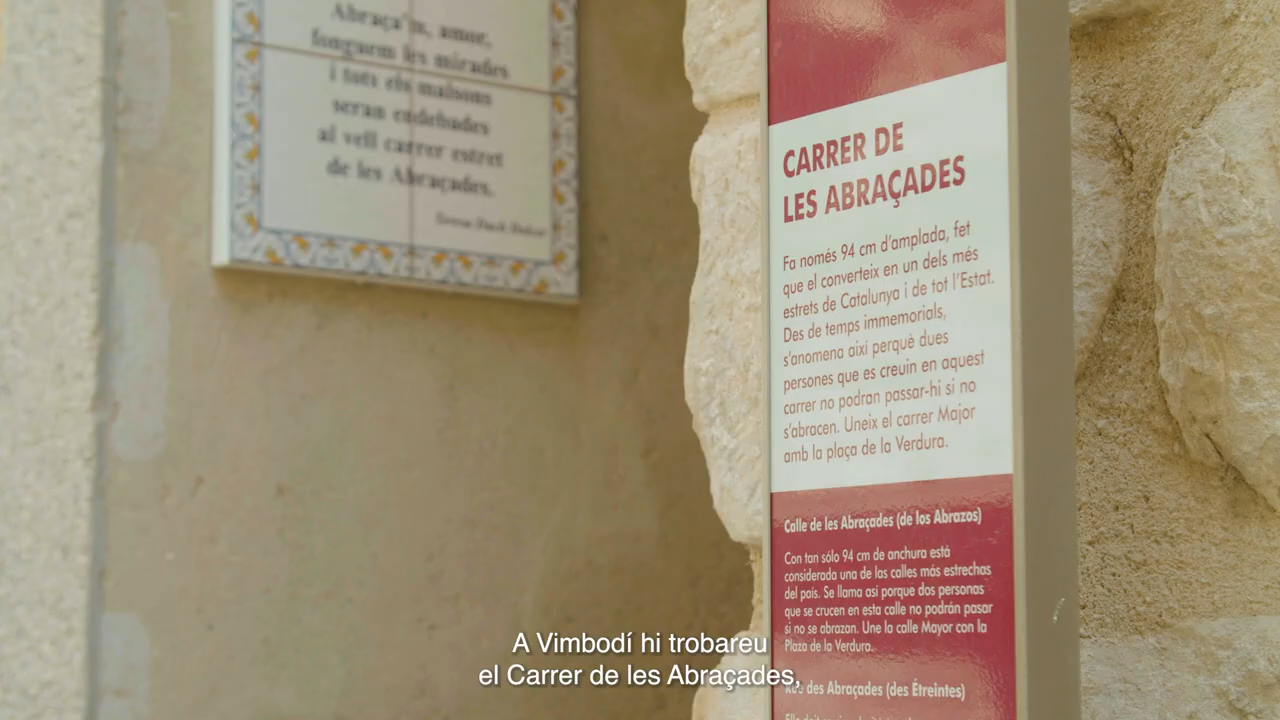 Abraça'm, amor,
fonguem les mirades
i tots els malsons
seran endebades
al vell carrer estret
de les Abraçades.
CARRER DE
LES ABRAÇADES
Fa només 94 cm d'amplada, fet
que el converteix en un dels més
estrets de Catalunya i de tot l'Estat.
Des de temps immemorials,
s'anomena així perquè dues
persones que es creuin en aquest
carrer no podran passar-hi si no
s'abracen. Uneix el carrer Major
amb la plaça de la Verdura.
Calle de les Abraçades (de los Abrazos)
Con tan sólo 94 cm de anchura está
considerada una de las calles más estrechas
del país. Se llama así porque dos personas
que se crucen en esta calle no podrán pasar
si no se abrazan. Une la calle Mayor con la
Plaza de la Verdura.
Rue des Abraçades (des Étreintes)
A Vimbodí hi trobareu
el Carrer de les Abraçades,